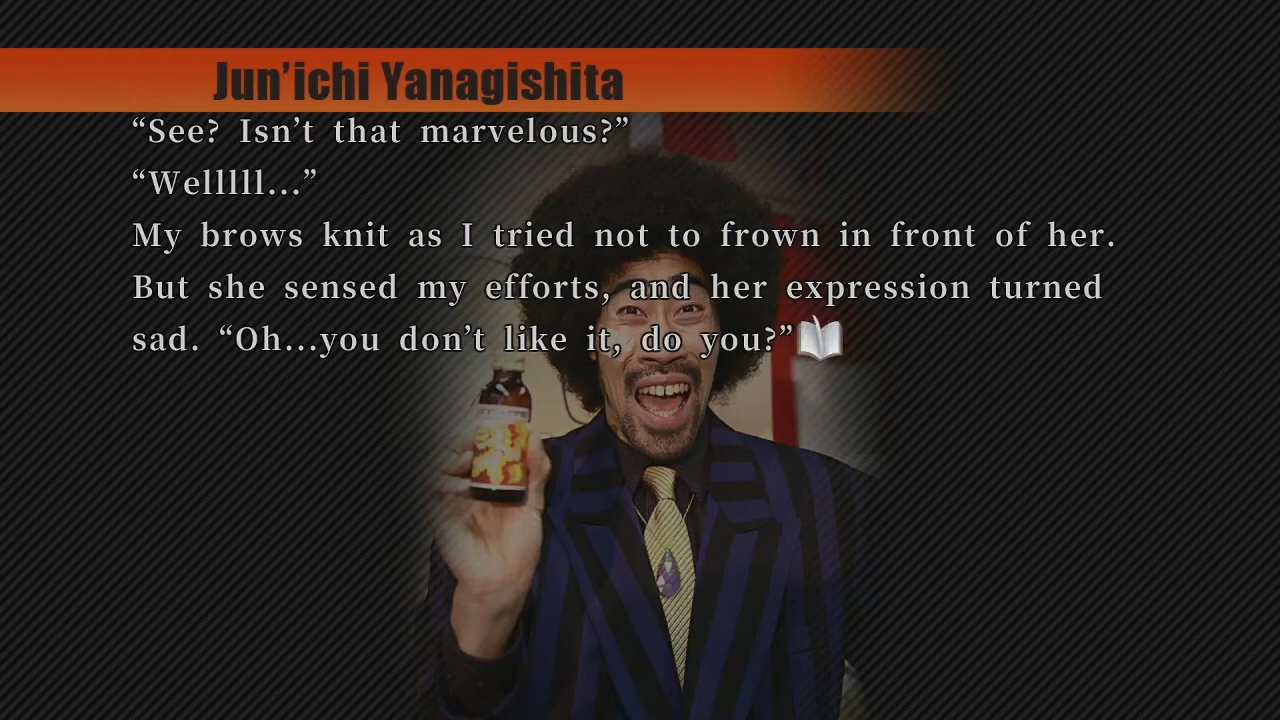 Jun’ichi Yanagishita
“See? Isn’t that marvelous?”
“Welllll...”
My brows knit as I tried not to frown in front of her.
But she sensed my efforts, and her expression turned
sad. “Oh...you don’t like it, do you?”